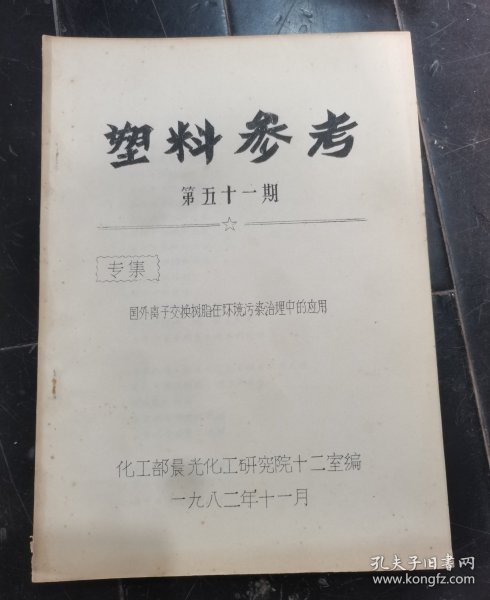 塑料参考
第五十一期
专集
国外离子交换树脂在环境污染治理中的应用
化工部晨光化工研究院十二室编
一九八二年十一月
孔夫子旧书网
www.kongfz.com